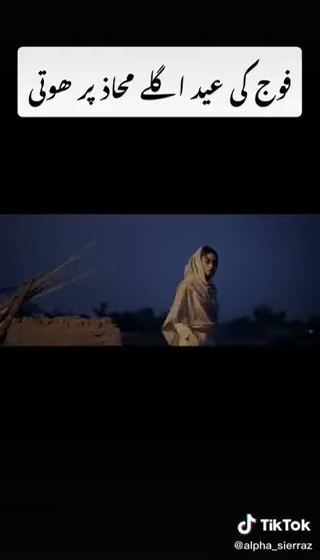 فوج کی عید اگلے محاذ پر ھوتی
TikTok
@alpha_sierraz